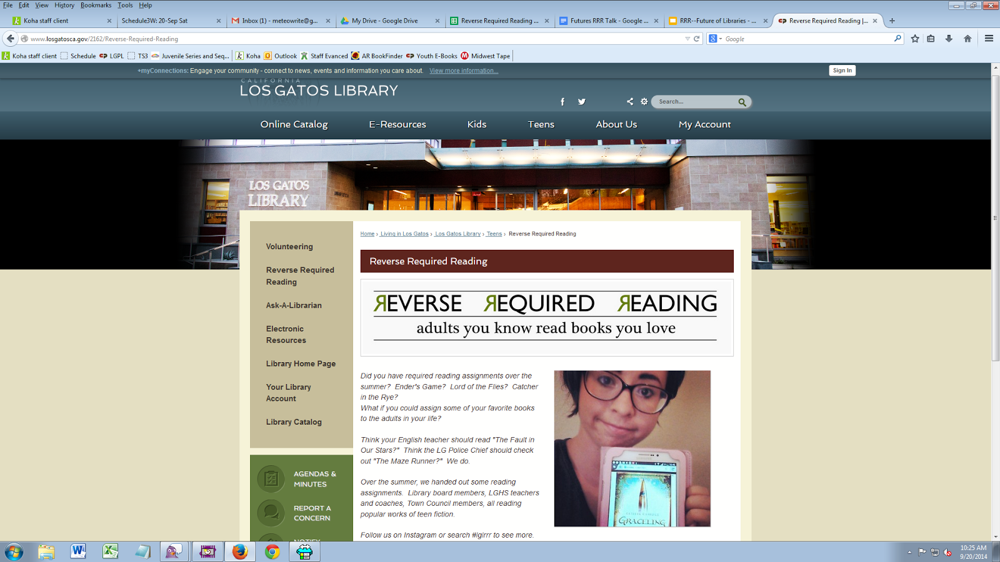 File Edit View History Bookmarks Tools Help
Koha staff client
Schedule3W: 20-Sep Sat
Inbox (1) - meteowrite@g...
My Drive - Google Drive
Reverse Required Reading ...
Futures RRR Talk - Google ...
RRR--Future of Libraries - ...
Reverse Required Reading |...
www.losgatosca.gov/2162/Reverse-Required-Reading
Google
Koha staff client Schedule LGPL TS3 Juvenile Series and Seq... Koha Outlook Staff Evanced AR BookFinder Youth E-Books Midwest Tape
+myConnections: Engage your community - connect to news, events and information you care about. View more information...
Sign In
CALIFORNIA
LOS GATOS LIBRARY
Search...
Online Catalog E-Resources Kids Teens About Us My Account
LOS GATOS
LIBRARY
Volunteering
Reverse Required
Reading
Ask-A-Librarian
Electronic
Resources
Library Home Page
Your Library
Account
Library Catalog
AGENDAS &
MINUTES
REPORT A
CONCERN
NOTIFY
Home › Living in Los Gatos › Los Gatos Library › Teens › Reverse Required Reading
Reverse Required Reading
REVERSE REQUIRED READING
adults you know read books you love
Did you have required reading assignments over the
summer? Ender's Game? Lord of the Flies? Catcher
in the Rye?
What if you could assign some of your favorite books
to the adults in your life?
Think your English teacher should read "The Fault in
Our Stars?" Think the LG Police Chief should check
out "The Maze Runner?" We do.
Over the summer, we handed out some reading
assignments. Library board members, LGHS teachers
and coaches, Town Council members, all reading
popular works of teen fiction.
Follow us on Instagram or search #lglrrr to see more.
GRACELING
10:25 AM
9/20/2014